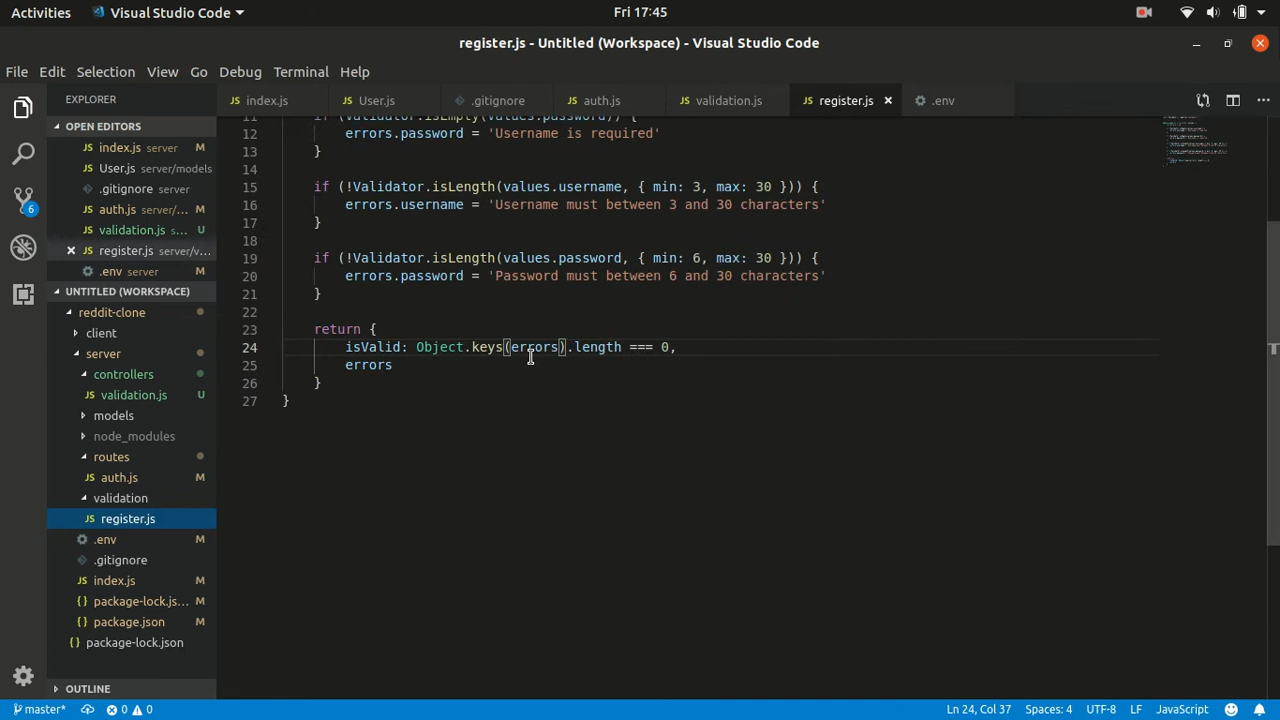 Activities Visual Studio Code Fri 17:45
register.js - Untitled (Workspace) - Visual Studio Code
File Edit Selection View Go Debug Terminal Help
EXPLORER
OPEN EDITORS
index.js server
User.js server/models
.gitignore server
auth.js server/...
validation.js s... U
register.js server/v...
.env server
UNTITLED (WORKSPACE)
reddit-clone
client
server
controllers
validation.js U
models
node_modules
routes
auth.js M
validation
register.js
.env M
.gitignore
index.js M
package-lock.js... M
package.json M
package-lock.json
OUTLINE
index.js User.js .gitignore auth.js validation.js register.js .env
11 if (Validator.isEmpty(values.password)) {
12 errors.password = 'Username is required'
13 }
14
15 if (!Validator.isLength(values.username, { min: 3, max: 30 })) {
16 errors.username = 'Username must between 3 and 30 characters'
17 }
18
19 if (!Validator.isLength(values.password, { min: 6, max: 30 })) {
20 errors.password = 'Password must between 6 and 30 characters'
21 }
22
23 return {
24 isValid: Object.keys(errors).length === 0,
25 errors
26 }
27 }
6
master* 0 0 Ln 24, Col 37 Spaces: 4 UTF-8 LF JavaScript